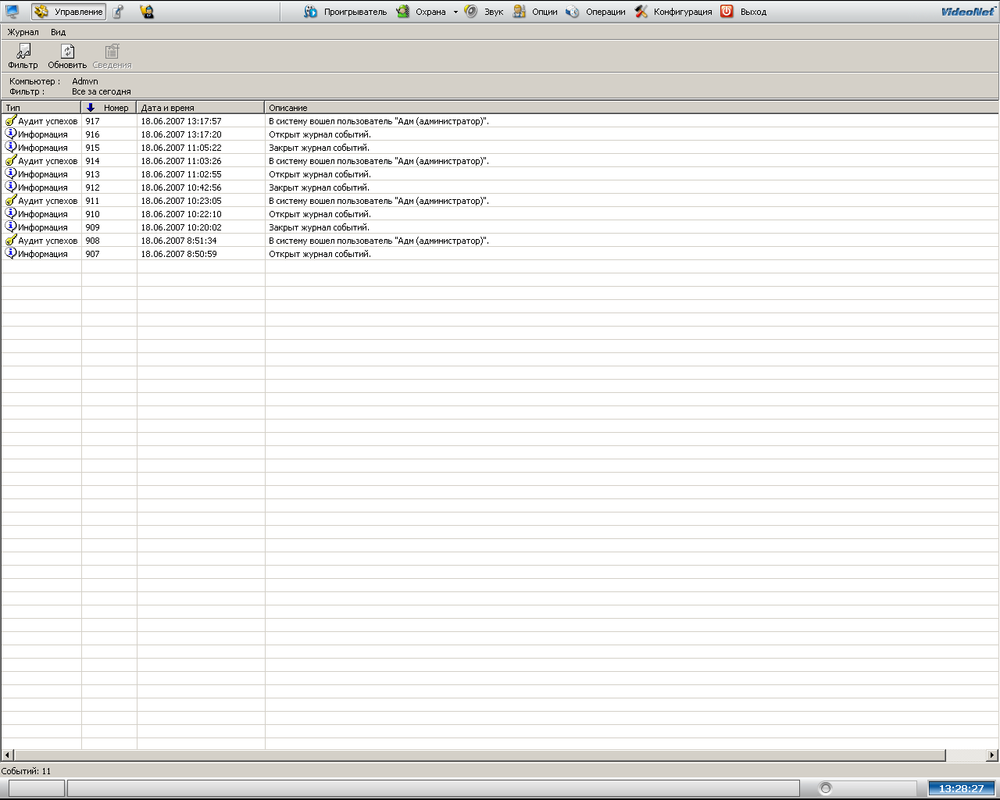 Управление Проигрыватель Охрана Звук Опции Операции Конфигурация Выход VideoNet
Журнал Вид
Фильтр Обновить Сведения
Компьютер : Admvn
Фильтр : Все за сегодня
Тип Номер Дата и время Описание
Аудит успехов 917 18.06.2007 13:17:57 В систему вошел пользователь "Адм (администратор)".
Информация 916 18.06.2007 13:17:20 Открыт журнал событий.
Информация 915 18.06.2007 11:05:22 Закрыт журнал событий.
Аудит успехов 914 18.06.2007 11:03:26 В систему вошел пользователь "Адм (администратор)".
Информация 913 18.06.2007 11:02:55 Открыт журнал событий.
Информация 912 18.06.2007 10:42:56 Закрыт журнал событий.
Аудит успехов 911 18.06.2007 10:23:05 В систему вошел пользователь "Адм (администратор)".
Информация 910 18.06.2007 10:22:10 Открыт журнал событий.
Информация 909 18.06.2007 10:20:02 Закрыт журнал событий.
Аудит успехов 908 18.06.2007 8:51:34 В систему вошел пользователь "Адм (администратор)".
Информация 907 18.06.2007 8:50:59 Открыт журнал событий.
Событий: 11
13:28:27